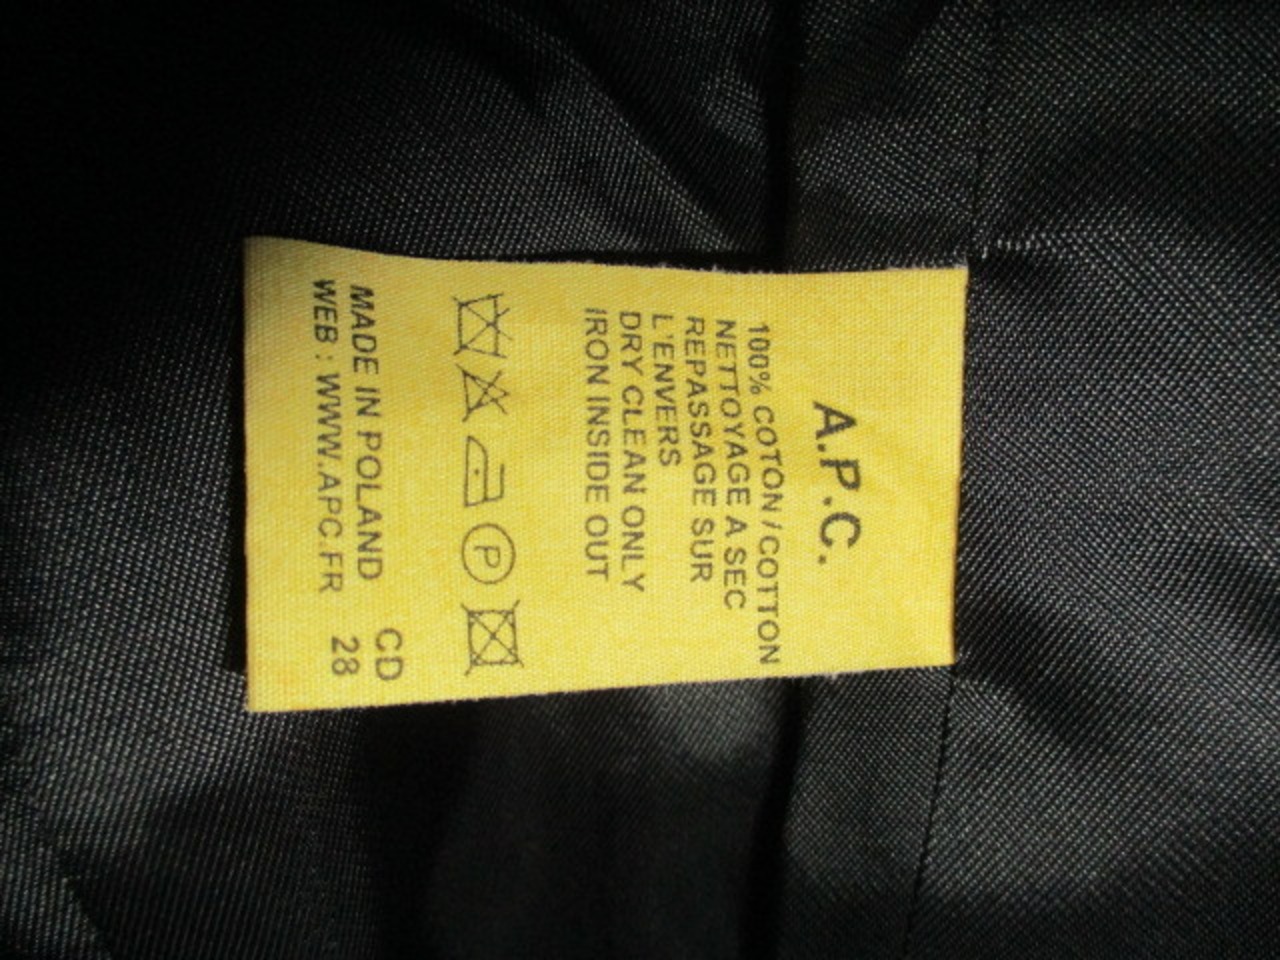 A.P.C.
100% COTON / COTTON
NETTOYAGE A SEC
REPASSAGE SUR
L'ENVERS
DRY CLEAN ONLY
IRON INSIDE OUT
P
CD
MADE IN POLAND
28
WEB : WWW.APC.FR